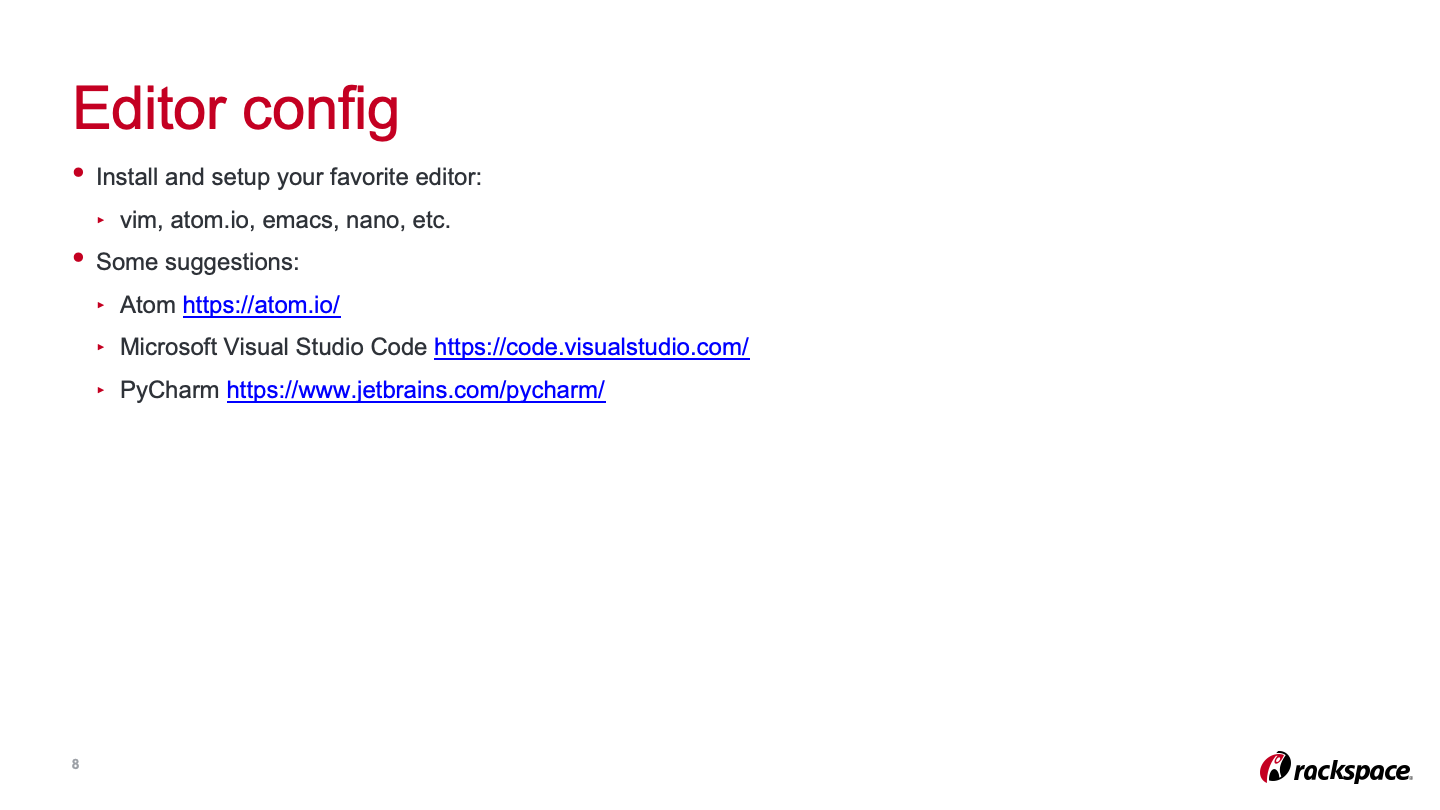 Editor config
• Install and setup your favorite editor:
‣ vim, atom.io, emacs, nano, etc.
• Some suggestions:
‣ Atom https://atom.io/
‣ Microsoft Visual Studio Code https://code.visualstudio.com/
‣ PyCharm https://www.jetbrains.com/pycharm/
8
rackspace.